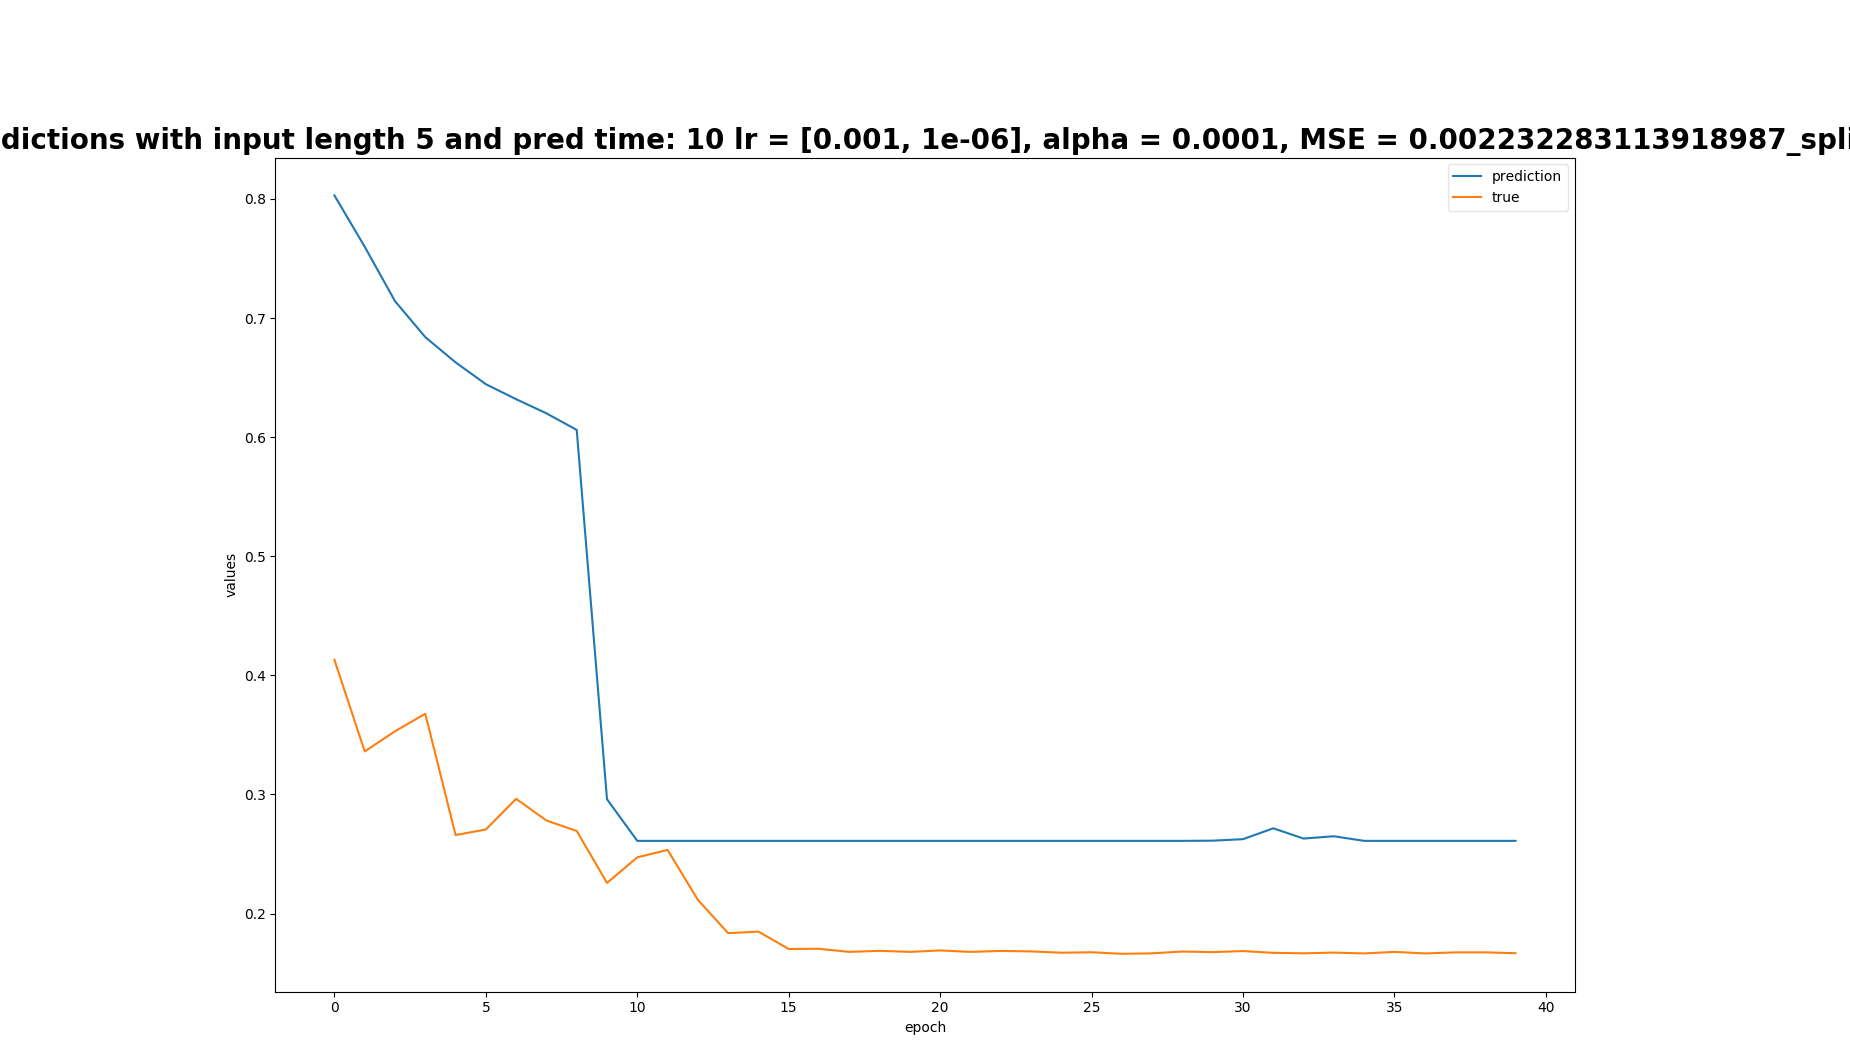 dictions with input length 5 and pred time: 10 lr = [0.001, 1e-06], alpha = 0.0001, MSE = 0.002232283113918987_spli
prediction
true
0.8
0.7
0.6
0.5
0.4
0.3
0.2
values
0 5 10 15 20 25 30 35 40
epoch